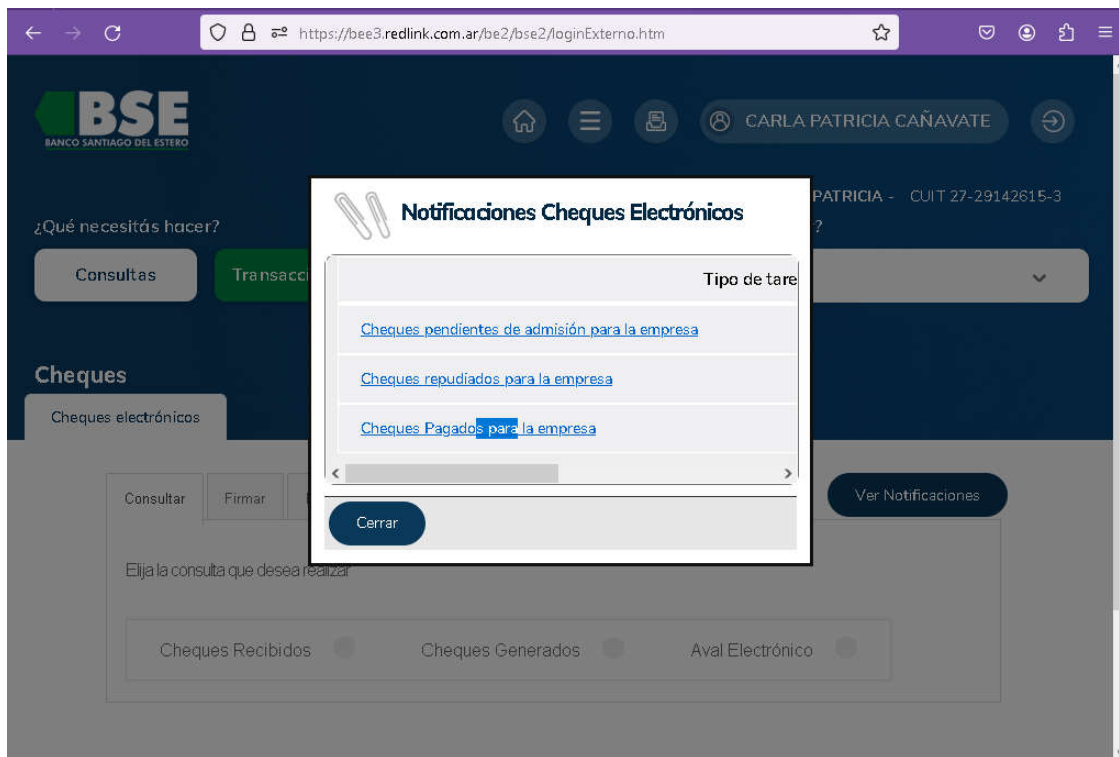 https://bee3.redlink.com.ar/be2/bse2/loginExterno.htm
BSE
BANCO SANTIAGO DEL ESTERO
CARLA PATRICIA CAÑAVATE
PATRICIA - CUIT 27-29142615-3
¿Qué necesitás hacer?
?
Consultas
Transacci
Notificaciones Cheques Electrónicos
Tipo de tare
Cheques pendientes de admisión para la empresa
Cheques repudiados para la empresa
Cheques Pagados para la empresa
Cerrar
Cheques
Cheques electrónicos
Consultar
Firmar
Ver Notificaciones
Elija la consulta que desea realizar
Cheques Recibidos
Cheques Generados
Aval Electrónico